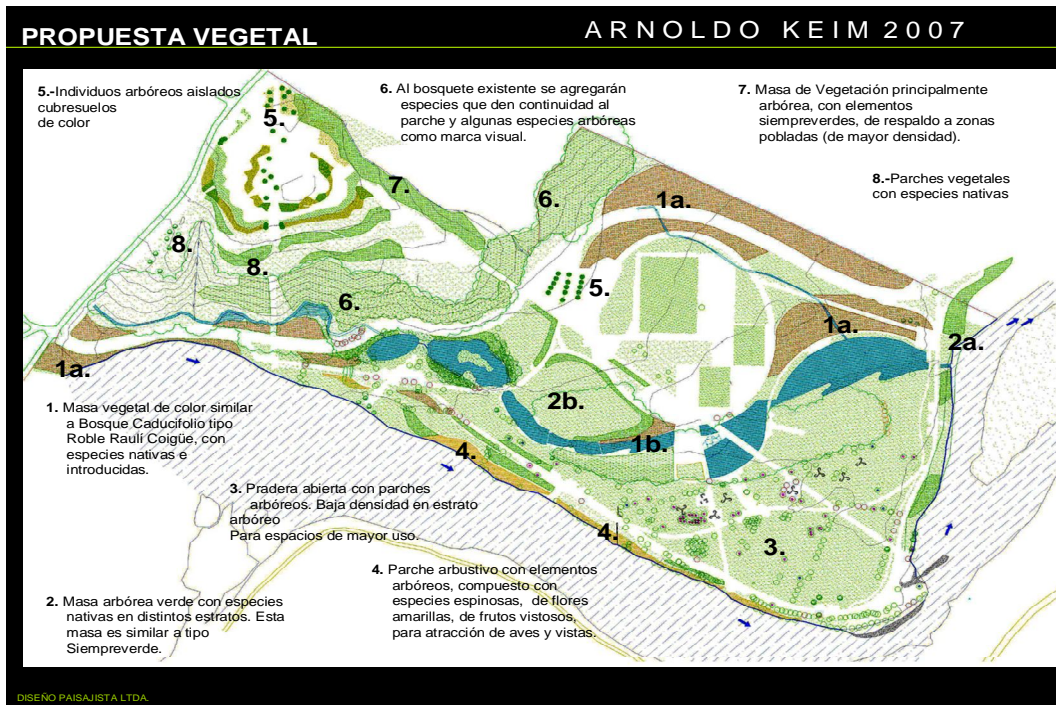 PROPUESTA VEGETAL
ARNOLDO KEIM 2007
5.-Individuos arbóreos aislados
cubresuelos
de color
6. Al bosquete existente se agregarán
especies que den continuidad al
parche y algunas especies arbóreas
como marca visual.
7. Masa de Vegetación principalmente
arbórea, con elementos
siempreverdes, de respaldo a zonas
pobladas (de mayor densidad).
8.-Parches vegetales
con especies nativas
5.
7.
6.
1a.
8.
8.
5.
6.
1a.
2a.
1a.
2b.
1b.
4.
4.
3.
1. Masa vegetal de color similar
a Bosque Caducifolio tipo
Roble Raulí Coigüe, con
especies nativas e
introducidas.
3. Pradera abierta con parches
arbóreos. Baja densidad en estrato
arbóreo
Para espacios de mayor uso.
2. Masa arbórea verde con especies
nativas en distintos estratos. Esta
masa es similar a tipo
Siempreverde.
4. Parche arbustivo con elementos
arbóreos, compuesto con
especies espinosas, de flores
amarillas, de frutos vistosos,
para atracción de aves y vistas.
DISEÑO PAISAJISTA LTDA.